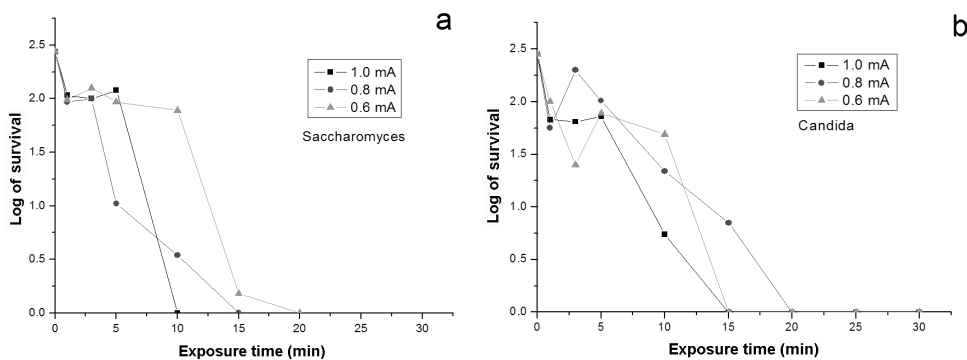 a
2.5
2.0
1.5
1.0
0.5
0.0
Log of survival
1.0 mA
0.8 mA
0.6 mA
Saccharomyces
0 5 10 15 20 25 30
Exposure time (min)
b
2.5
2.0
1.5
1.0
0.5
0.0
Log of survival
1.0 mA
0.8 mA
0.6 mA
Candida
0 5 10 15 20 25 30
Exposure time (min)